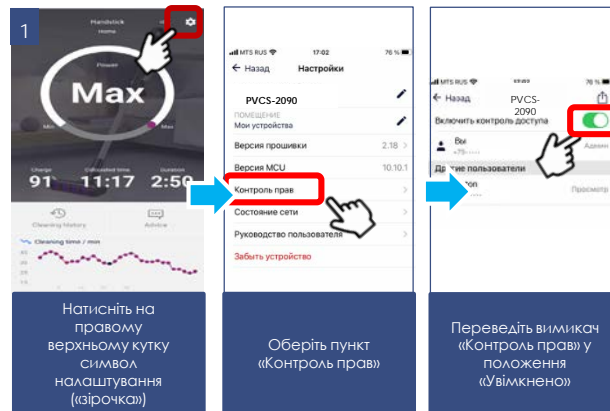 1
Handstick
Home
Power
Max
Min
Max
Charge
Estimated time
Duration
91
11:17
2:50
Cleaning history
Advice
Cleaning time / min
MTS RUS
17:02
76 %
Назад
Настройки
PVCS-2090
ПОМЕЩЕНИЕ
Мои устройства
Версия прошивки
2.18
Версия MCU
10.10.1
Контроль прав
Состояние сети
Руководство пользователя
Забыть устройство
MTS RUS
76 %
Назад
PVCS-
2090
Включить контроль доступа
Вы
Админ
Другие пользователи
Просмотр
Натисніть на
правому
верхньому кутку
символ
налаштування
(«зірочка»)
Оберіть пункт
«Контроль прав»
Переведіть вимикач
«Контроль прав» у
положення
«Увімкнено»